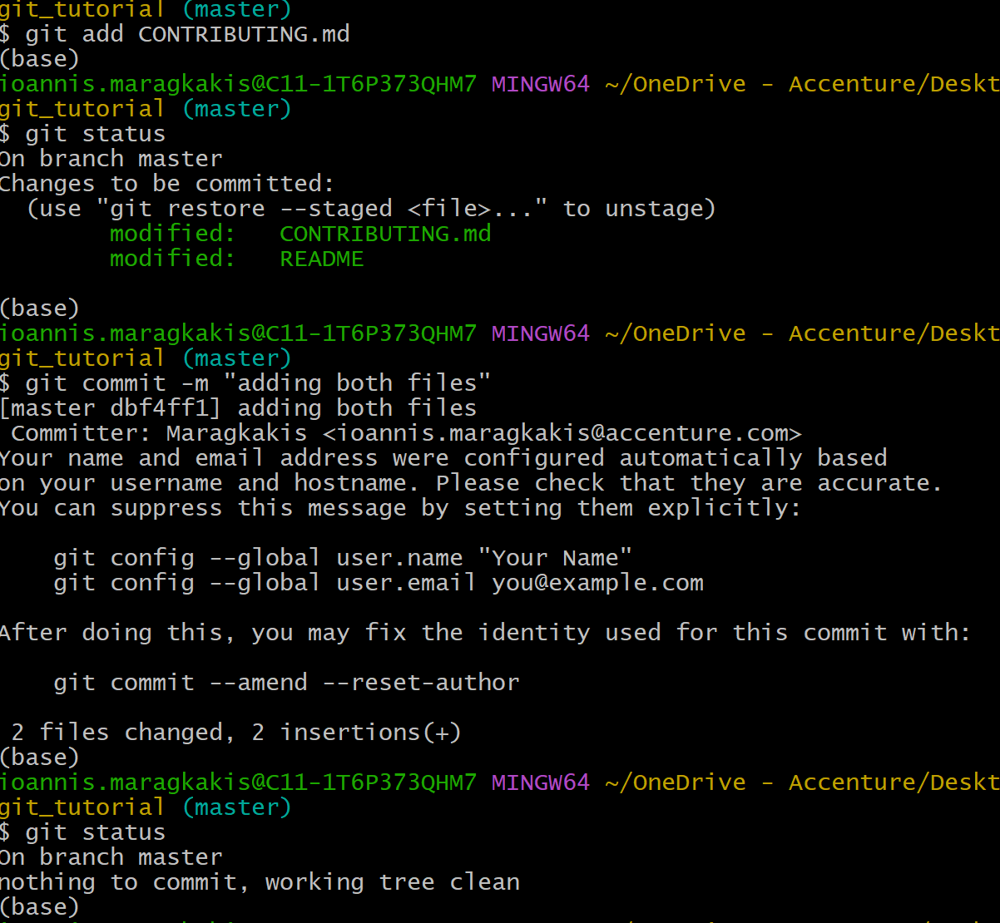 git_tutorial (master)
$ git add CONTRIBUTING.md
(base)
ioannis.maragkakis@C11-1T6P373QHM7 MINGW64 ~/OneDrive - Accenture/Deskt
git_tutorial (master)
$ git status
On branch master
Changes to be committed:
  (use "git restore --staged <file>..." to unstage)
        modified:   CONTRIBUTING.md
        modified:   README

(base)
ioannis.maragkakis@C11-1T6P373QHM7 MINGW64 ~/OneDrive - Accenture/Deskt
git_tutorial (master)
$ git commit -m "adding both files"
[master dbf4ff1] adding both files
 Committer: Maragkakis <ioannis.maragkakis@accenture.com>
Your name and email address were configured automatically based
on your username and hostname. Please check that they are accurate.
You can suppress this message by setting them explicitly:

    git config --global user.name "Your Name"
    git config --global user.email you@example.com

After doing this, you may fix the identity used for this commit with:

    git commit --amend --reset-author

 2 files changed, 2 insertions(+)
(base)
ioannis.maragkakis@C11-1T6P373QHM7 MINGW64 ~/OneDrive - Accenture/Deskt
git_tutorial (master)
$ git status
On branch master
nothing to commit, working tree clean
(base)